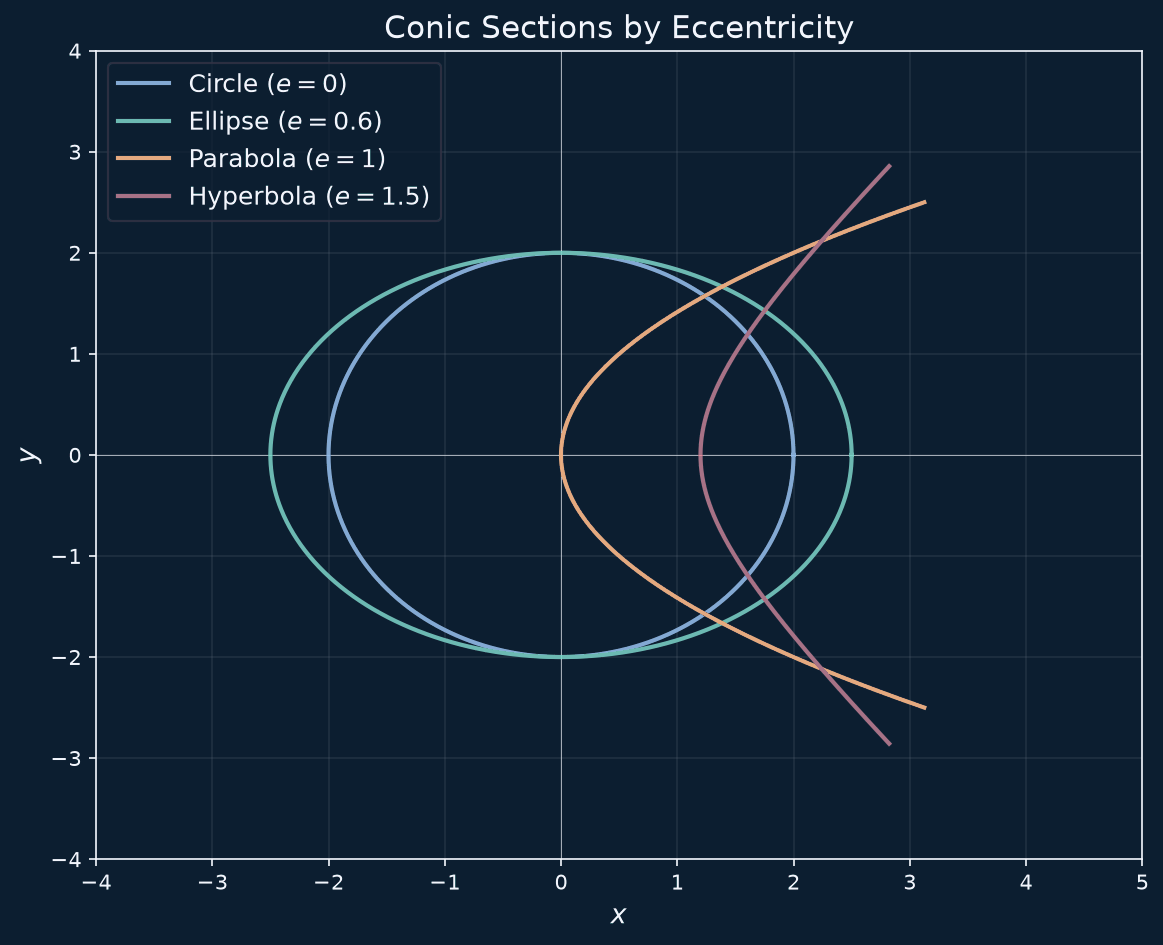 Conic Sections by Eccentricity
Circle (e = 0)
Ellipse (e = 0.6)
Parabola (e = 1)
Hyperbola (e = 1.5)
4
3
2
1
0
−1
−2
−3
−4
y
−4 −3 −2 −1 0 1 2 3 4 5
x